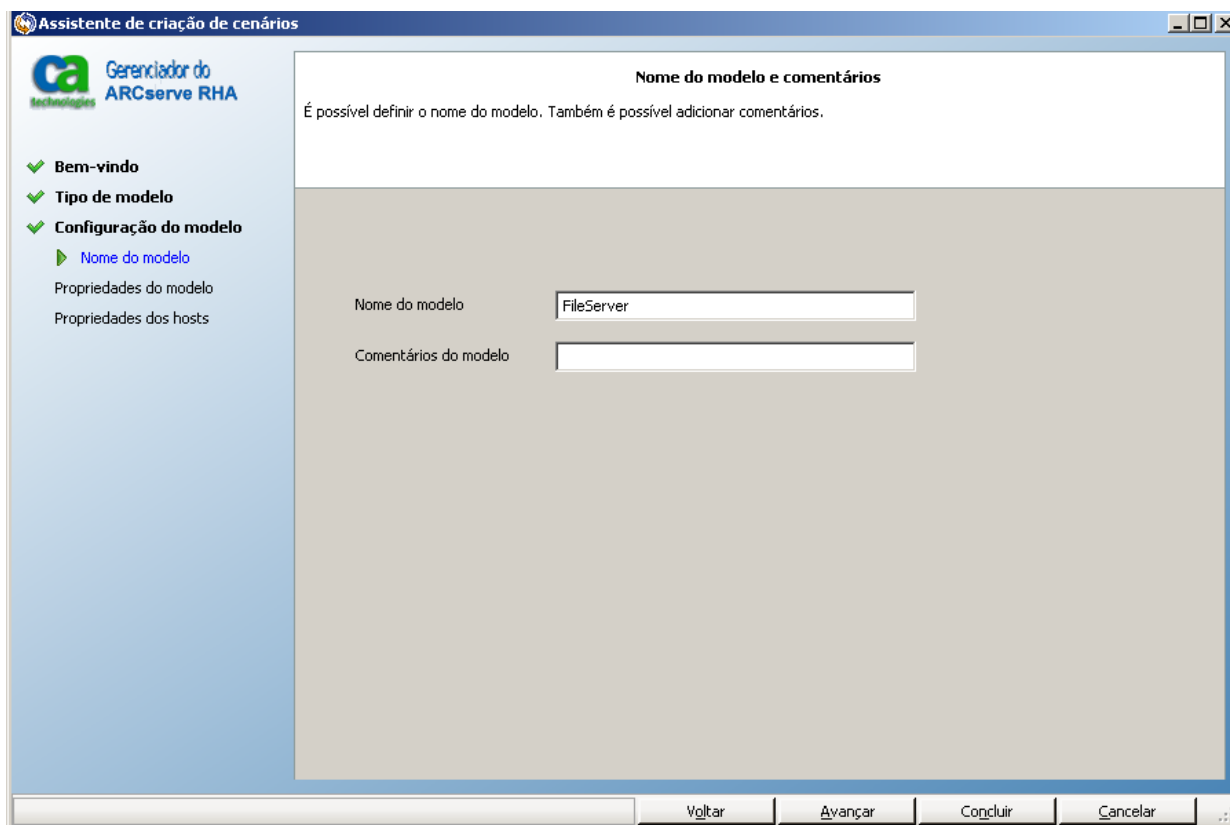 Assistente de criação de cenários
ca
technologies
Gerenciador do
ARCserve RHA
Bem-vindo
Tipo de modelo
Configuração do modelo
Nome do modelo
Propriedades do modelo
Propriedades dos hosts
Nome do modelo e comentários
É possível definir o nome do modelo. Também é possível adicionar comentários.
Nome do modelo
FileServer
Comentários do modelo
Voltar
Avançar
Concluir
Cancelar